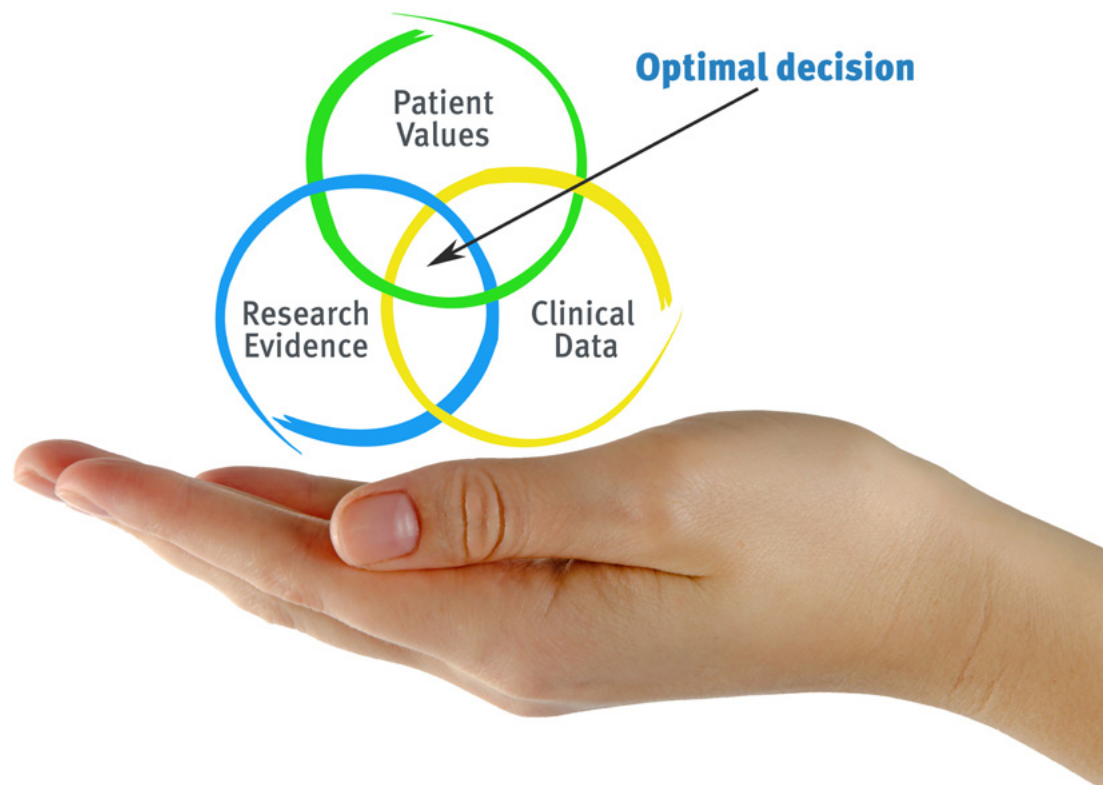 Optimal decision
Patient
Values
Research
Evidence
Clinical
Data